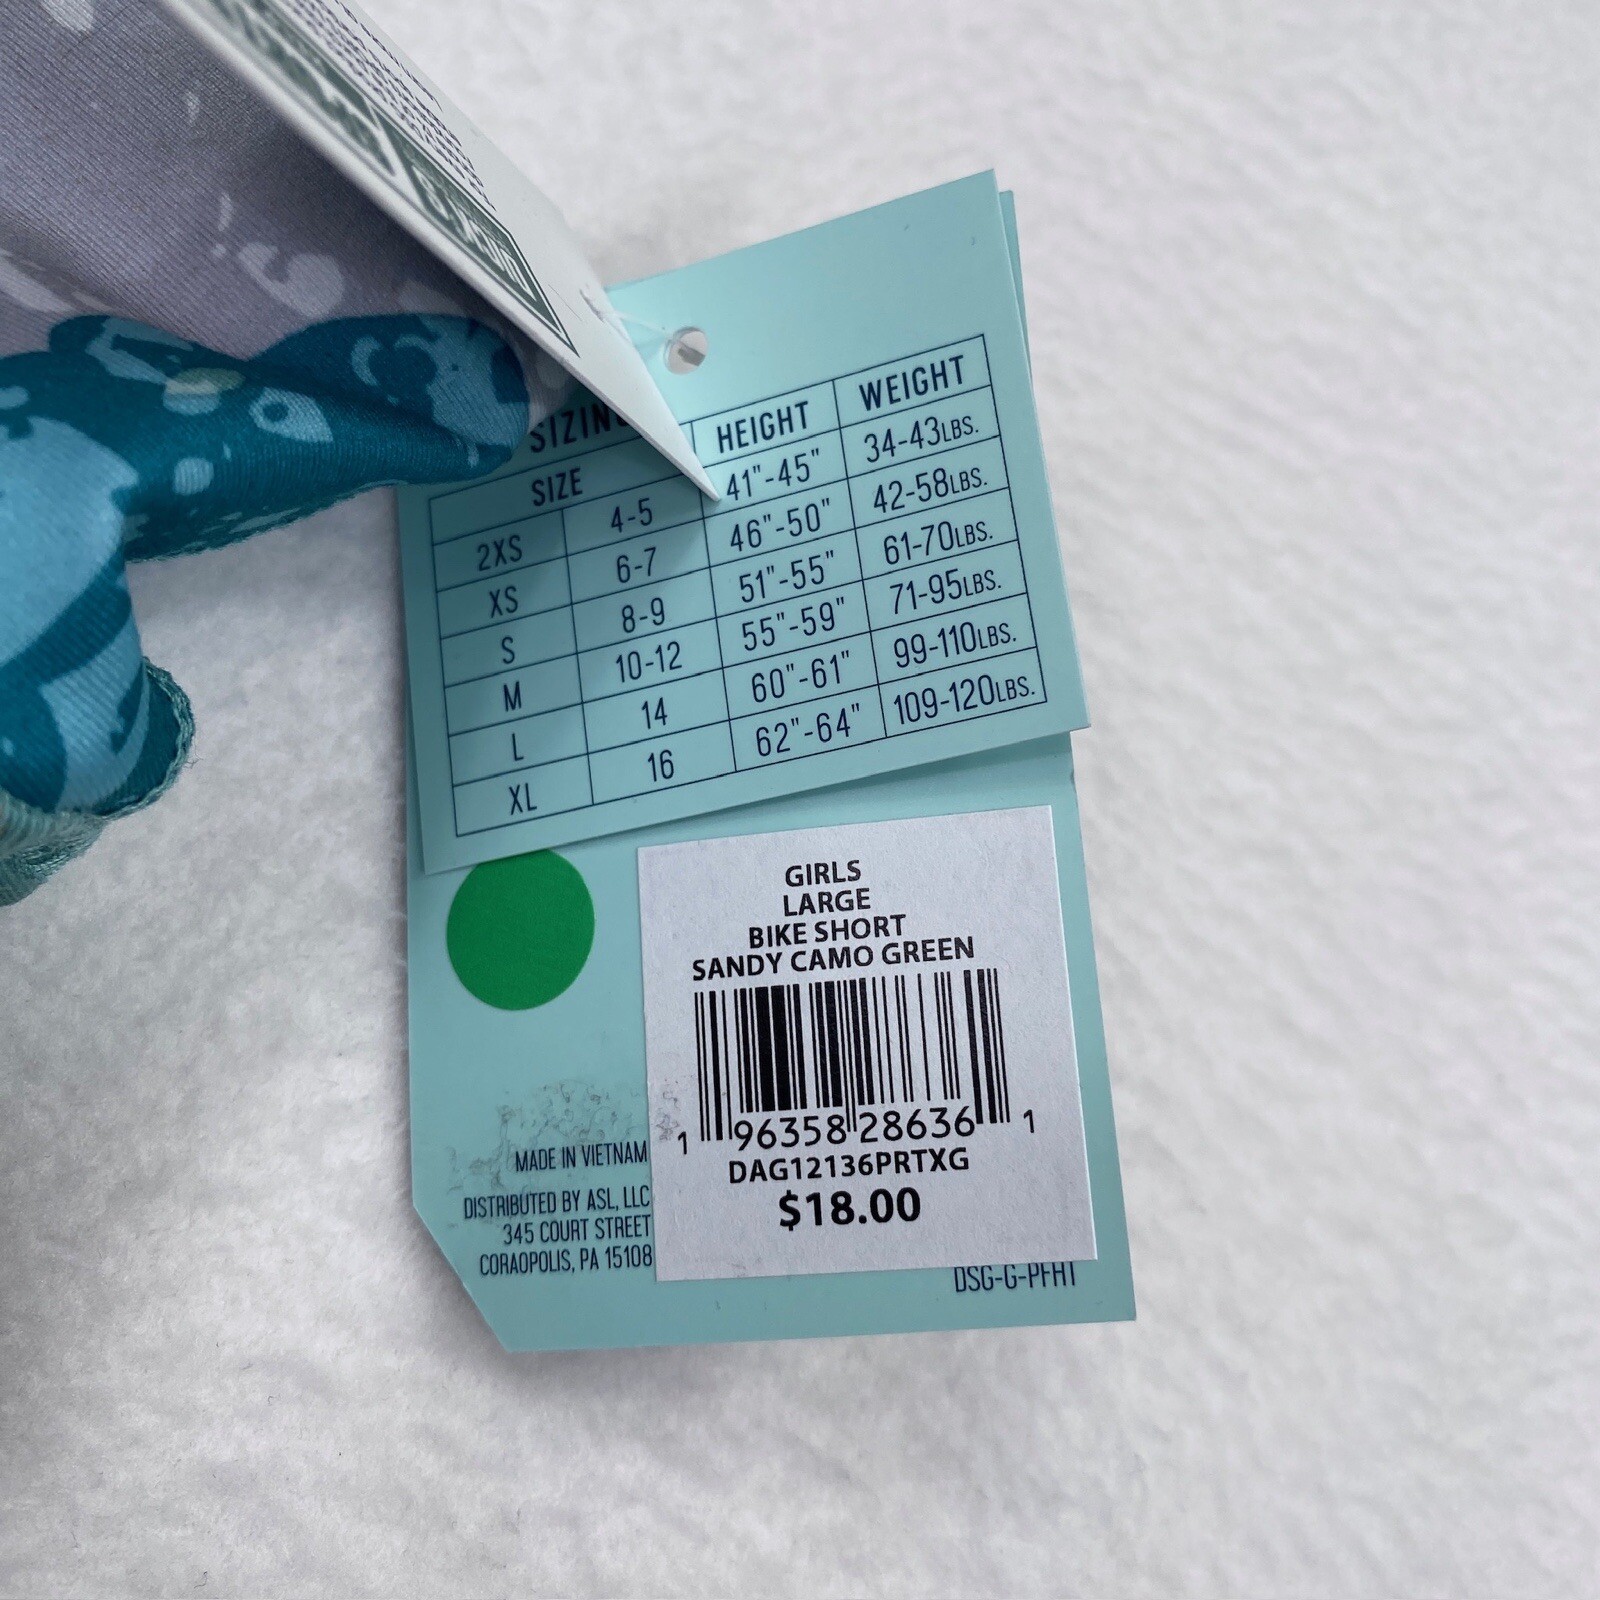 SIZING
SIZE HEIGHT WEIGHT
2XS 4-5 41"-45" 34-43LBS.
XS 6-7 46"-50" 42-58LBS.
S 8-9 51"-55" 61-70LBS.
M 10-12 55"-59" 71-95LBS.
L 14 60"-61" 99-110LBS.
XL 16 62"-64" 109-120LBS.
GIRLS
LARGE
BIKE SHORT
SANDY CAMO GREEN
1 96358 28636 1
DAG12136PRTXG
$18.00
MADE IN VIETNAM
DISTRIBUTED BY ASL, LLC
345 COURT STREET
CORAOPOLIS, PA 15108
DSG-G-PFH1